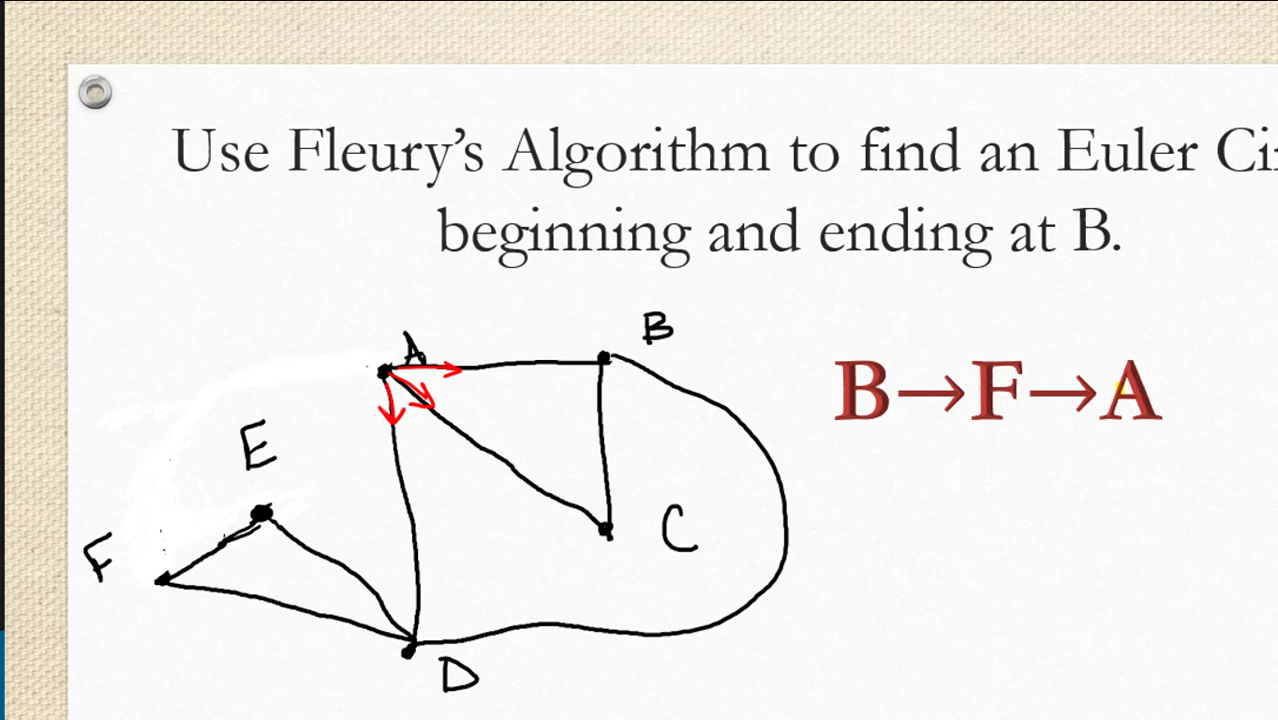 Use Fleury's Algorithm to find an Euler Ci
beginning and ending at B.
A
B
B→F→A
E
C
F
D